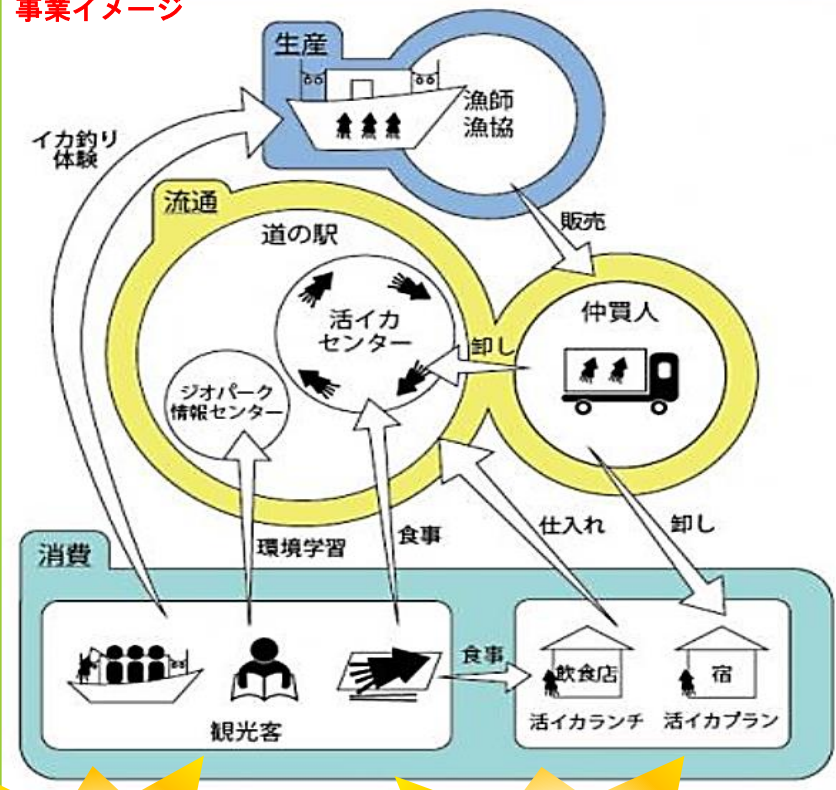 事業イメージ
生産
漁師
漁協
イカ釣り
体験
流通
道の駅
販売
活イカ
センター
卸し
仲買人
ジオパーク
情報センター
環境学習
食事
仕入れ
卸し
消費
食事
飲食店
宿
観光客
活イカランチ
活イカプラン